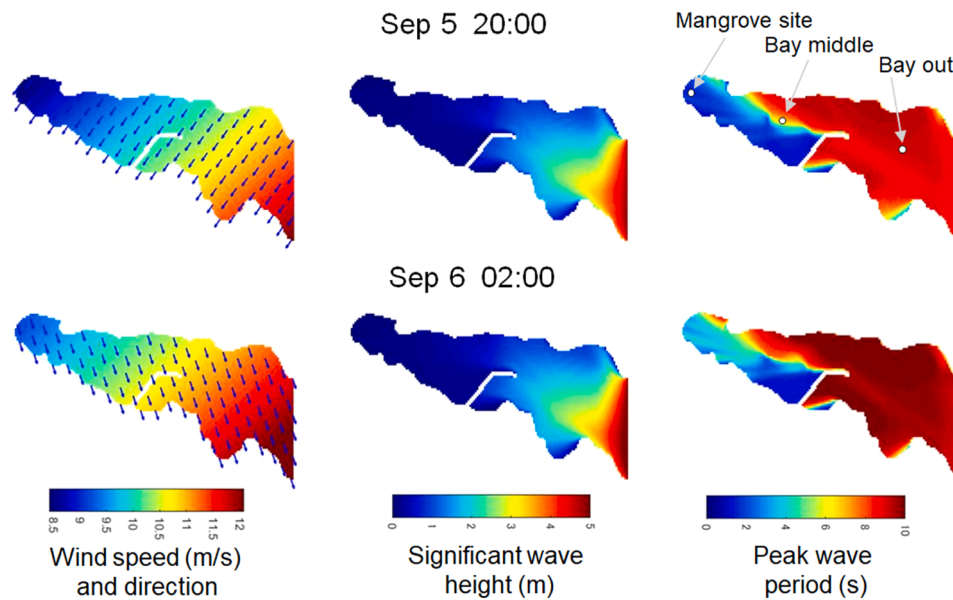 Sep 5 20:00
Mangrove site
Bay middle
Bay out
Sep 6 02:00
8.5 9 9.5 10 10.5 11 11.5 12
Wind speed (m/s)
and direction
0 1 2 3 4 5
Significant wave
height (m)
0 2 4 6 8 10
Peak wave
period (s)